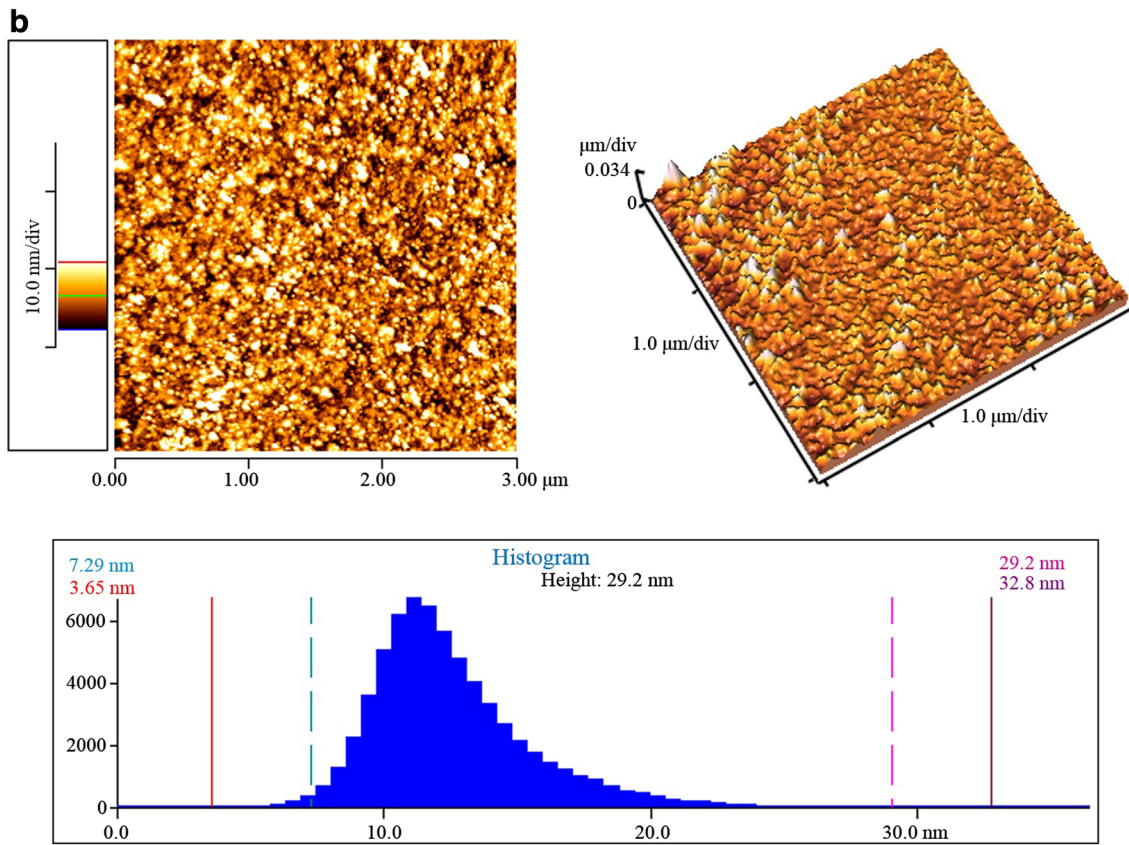 b
10.0 nm/div
0.00 1.00 2.00 3.00 μm
μm/div
0.034
0
1.0 μm/div
1.0 μm/div
Histogram
Height: 29.2 nm
7.29 nm
3.65 nm
29.2 nm
32.8 nm
6000
4000
2000
0
0.0 10.0 20.0 30.0 nm